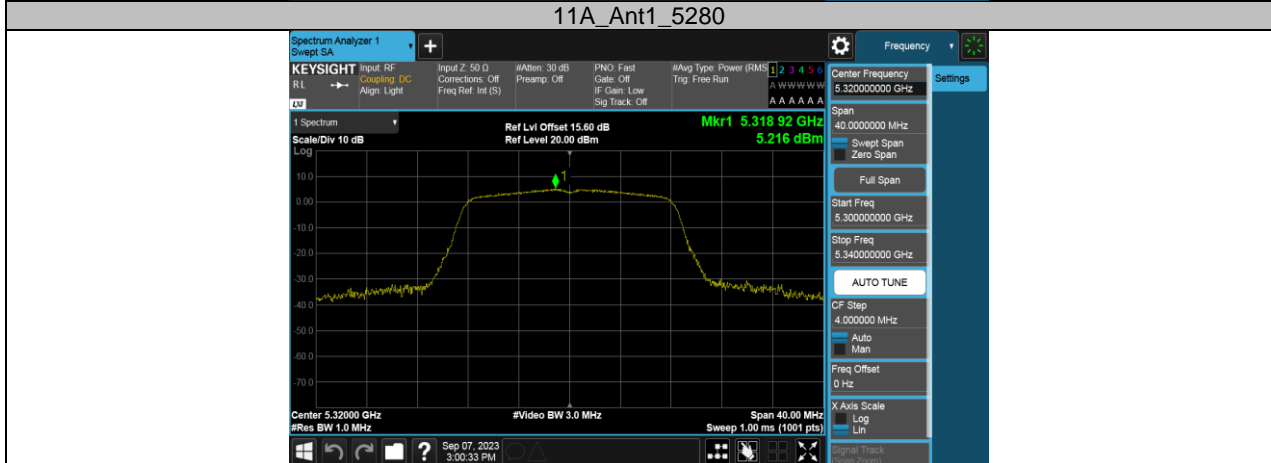 11A_Ant1_5280
Spectrum Analyzer 1
Swept SA
+
Frequency
KEYSIGHT
RL
LXI
Input: RF
Coupling: DC
Align: Light
Input Z: 50 Ω
Corrections: Off
Freq Ref: Int (S)
#Atten: 30 dB
Preamp: Off
PNO: Fast
Gate: Off
IF Gain: Low
Sig Track: Off
#Avg Type: Power (RMS
Trig: Free Run
1 2 3 4 5 6
A W W W W W
A A A A A A
1 Spectrum
Scale/Div 10 dB
Log
Ref Lvl Offset 15.60 dB
Ref Level 20.00 dBm
Mkr1 5.318 92 GHz
5.216 dBm
1
10.0
0.00
-10.0
-20.0
-30.0
-40.0
-50.0
-60.0
-70.0
Center 5.32000 GHz
#Res BW 1.0 MHz
#Video BW 3.0 MHz
Span 40.00 MHz
Sweep 1.00 ms (1001 pts)
?
Sep 07, 2023
3:00:33 PM
Center Frequency
5.320000000 GHz
Settings
Span
40.0000000 MHz
Swept Span
Zero Span
Full Span
Start Freq
5.300000000 GHz
Stop Freq
5.340000000 GHz
AUTO TUNE
CF Step
4.000000 MHz
Auto
Man
Freq Offset
0 Hz
X Axis Scale
Log
Lin
Signal Track
(Span Zoom)